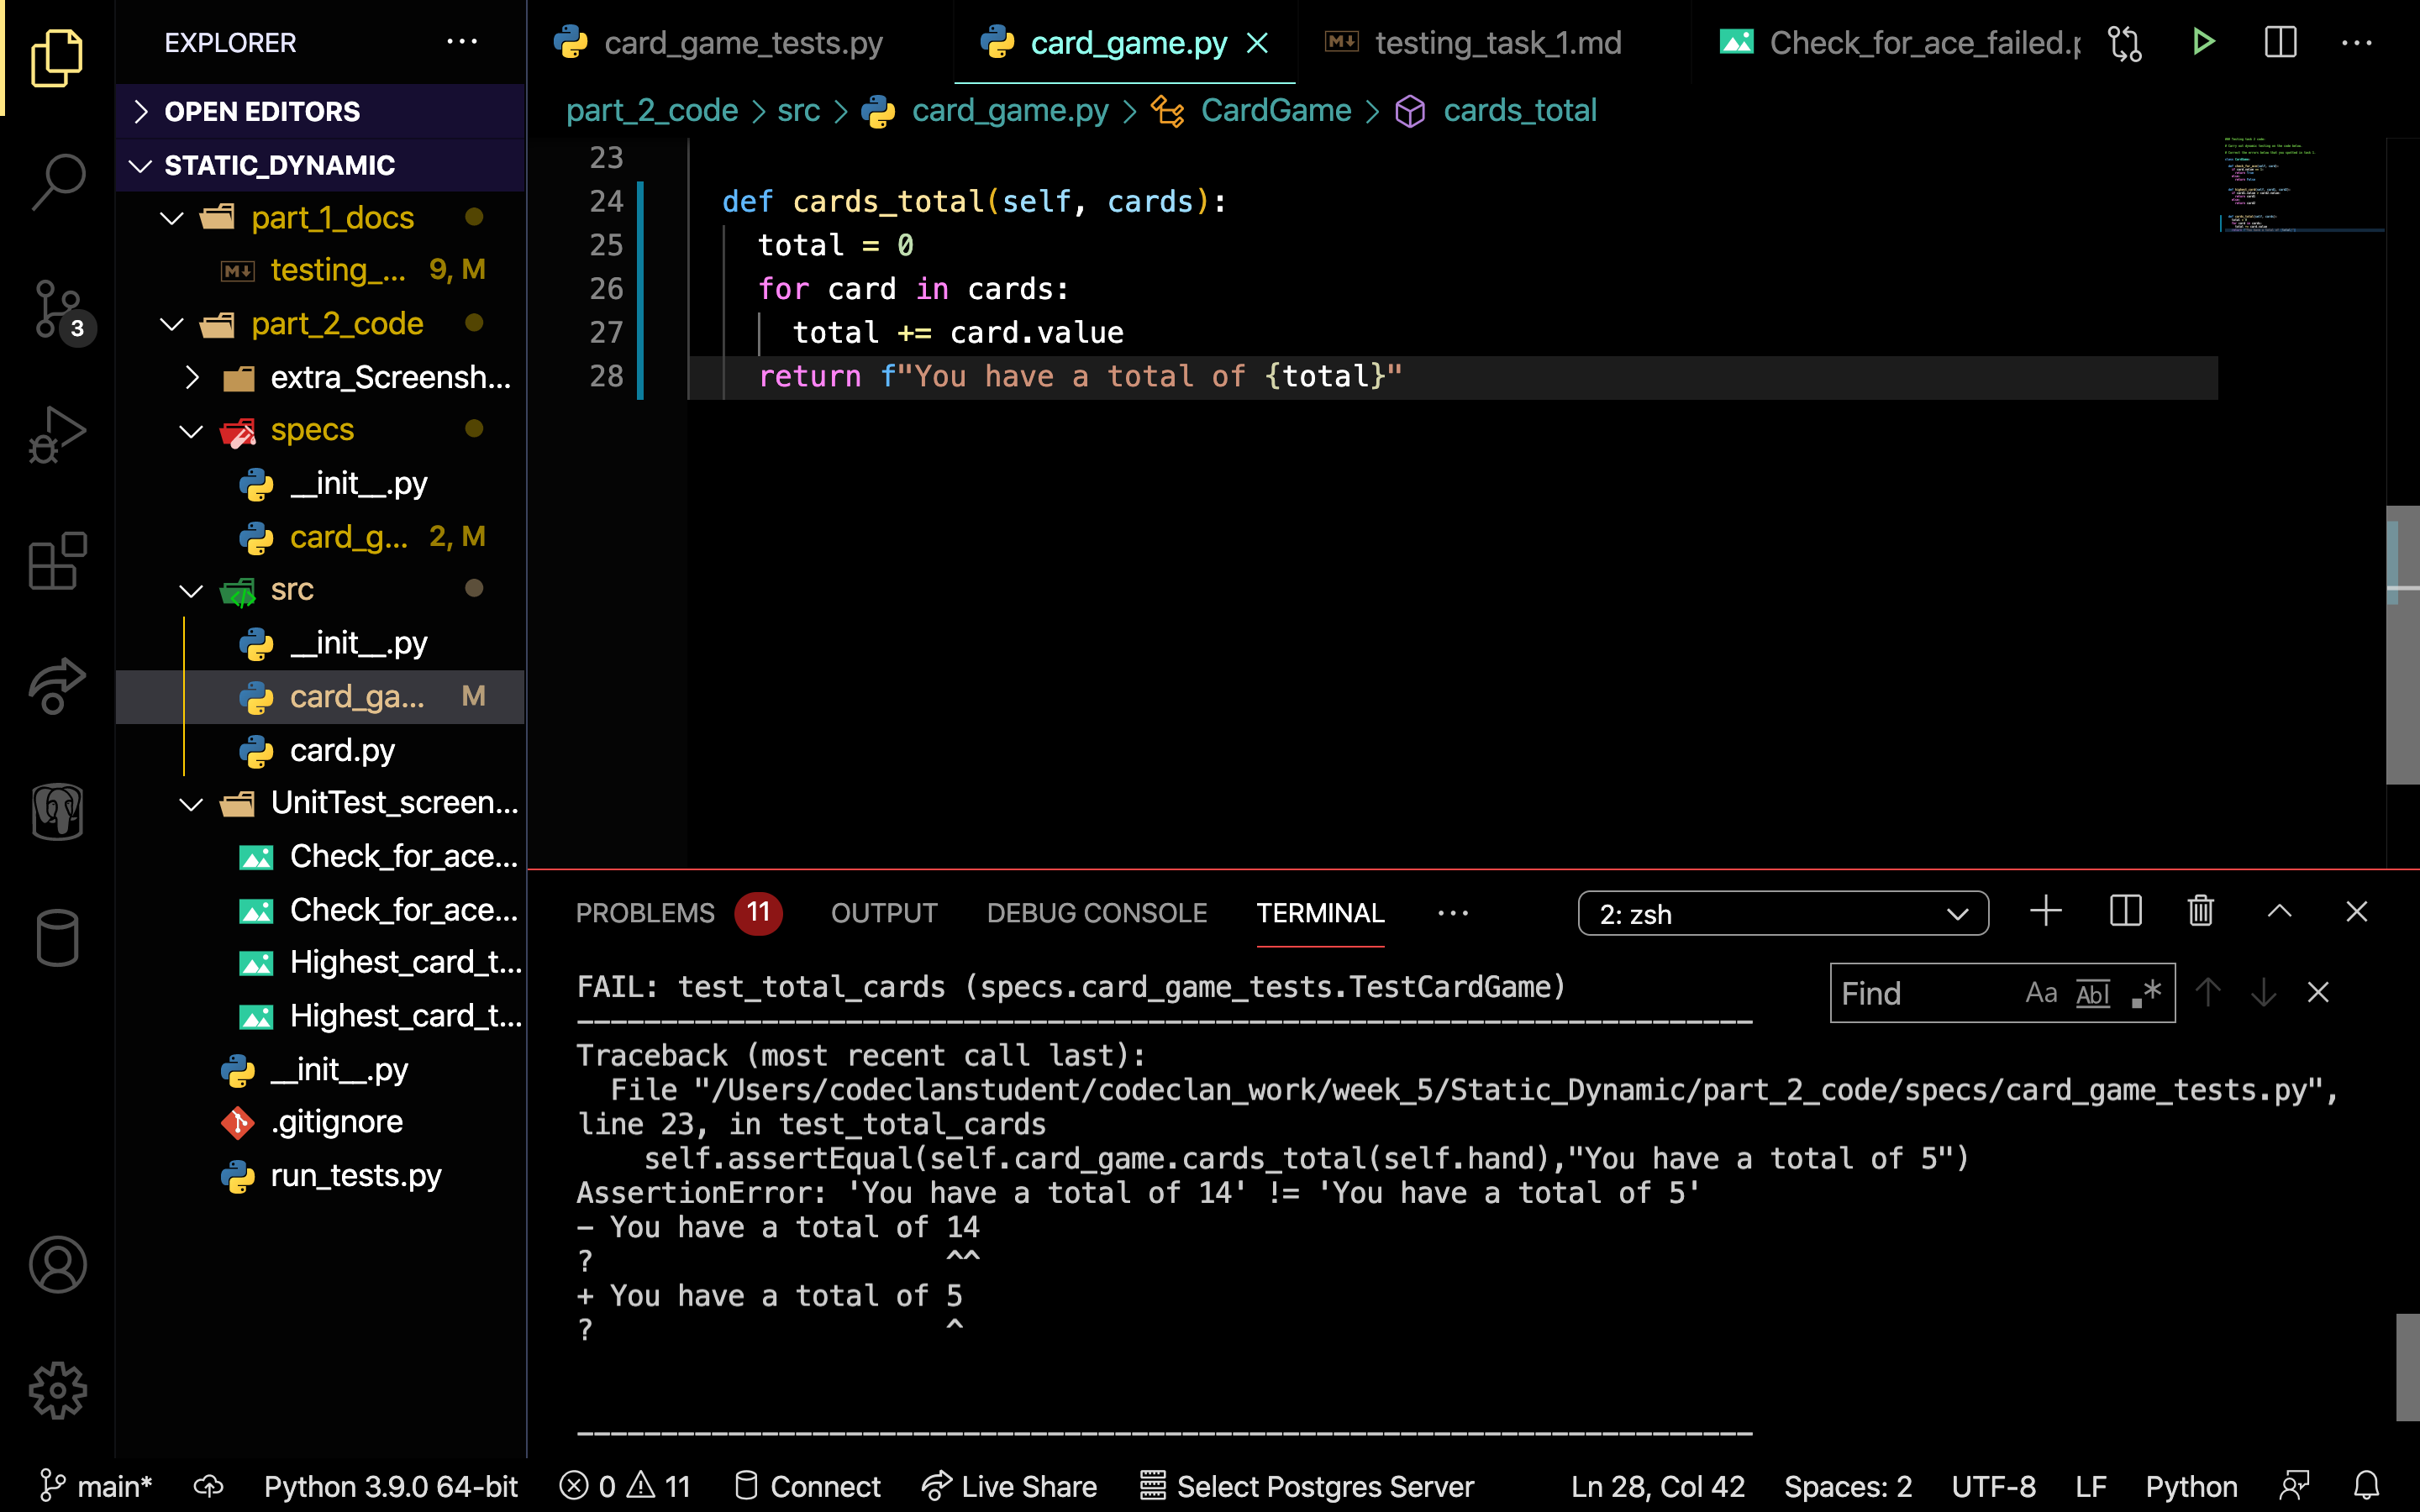 EXPLORER
OPEN EDITORS
STATIC_DYNAMIC
part_1_docs
testing_... 9, M
part_2_code
extra_Screensh...
specs
__init__.py
card_g... 2, M
src
__init__.py
card_ga... M
card.py
UnitTest_screen...
Check_for_ace...
Check_for_ace...
Highest_card_t...
Highest_card_t...
__init__.py
.gitignore
run_tests.py
3
card_game_tests.py card_game.py testing_task_1.md Check_for_ace_failed.p
part_2_code > src > card_game.py > CardGame > cards_total
23
24 def cards_total(self, cards):
25 total = 0
26 for card in cards:
27 total += card.value
28 return f"You have a total of {total}"
PROBLEMS 11 OUTPUT DEBUG CONSOLE TERMINAL ... 2: zsh
Find Aa Abl .*
FAIL: test_total_cards (specs.card_game_tests.TestCardGame)
----------------------------------------------------------------------
Traceback (most recent call last):
File "/Users/codeclanstudent/codeclan_work/week_5/Static_Dynamic/part_2_code/specs/card_game_tests.py",
line 23, in test_total_cards
self.assertEqual(self.card_game.cards_total(self.hand),"You have a total of 5")
AssertionError: 'You have a total of 14' != 'You have a total of 5'
- You have a total of 14
? ^^
+ You have a total of 5
? ^
----------------------------------------------------------------------
main* Python 3.9.0 64-bit 0 11 Connect Live Share Select Postgres Server Ln 28, Col 42 Spaces: 2 UTF-8 LF Python